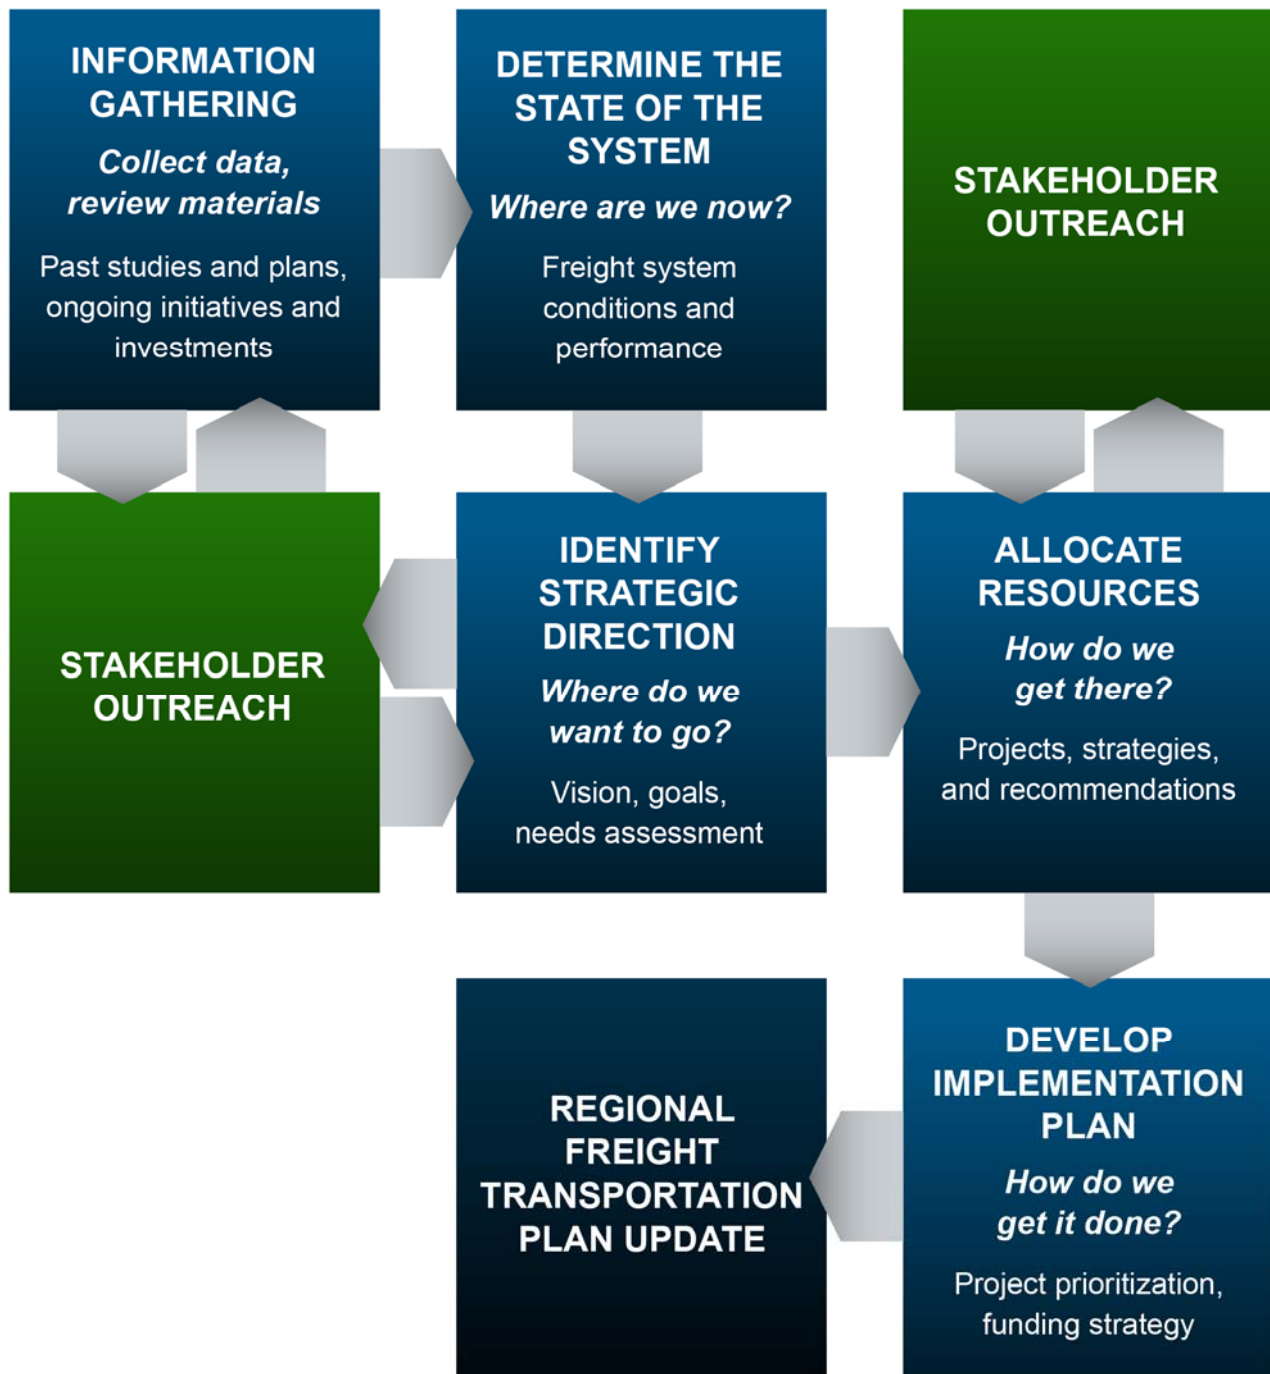 INFORMATION
GATHERING
Collect data,
review materials
Past studies and plans,
ongoing initiatives and
investments
DETERMINE THE
STATE OF THE
SYSTEM
Where are we now?
Freight system
conditions and
performance
STAKEHOLDER
OUTREACH
STAKEHOLDER
OUTREACH
IDENTIFY
STRATEGIC
DIRECTION
Where do we
want to go?
Vision, goals,
needs assessment
ALLOCATE
RESOURCES
How do we
get there?
Projects, strategies,
and recommendations
REGIONAL
FREIGHT
TRANSPORTATION
PLAN UPDATE
DEVELOP
IMPLEMENTATION
PLAN
How do we
get it done?
Project prioritization,
funding strategy